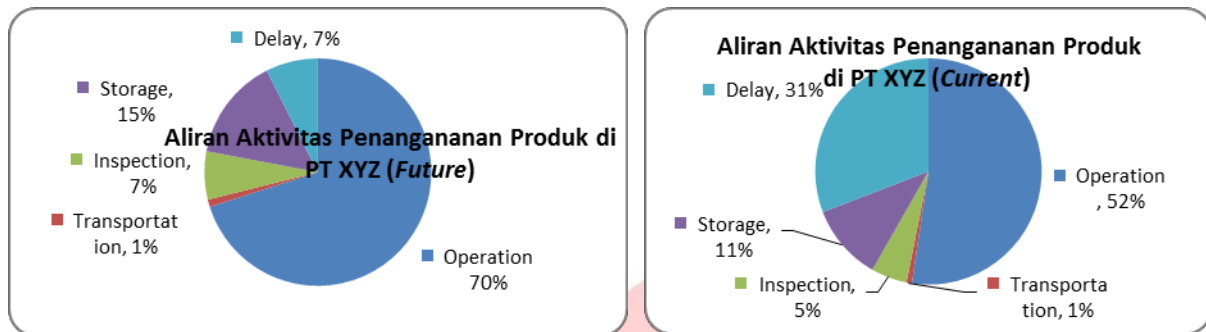 Delay, 7%
Storage,
15%
Aliran Aktivitas Penangananan Produk di
PT XYZ (Future)
Inspection,
7%
Transportat
ion, 1%
Operation
70%
Aliran Aktivitas Penangananan Produk
di PT XYZ (Current)
Delay, 31%
Operation
, 52%
Storage,
11%
Inspection,
5%
Transporta
tion, 1%